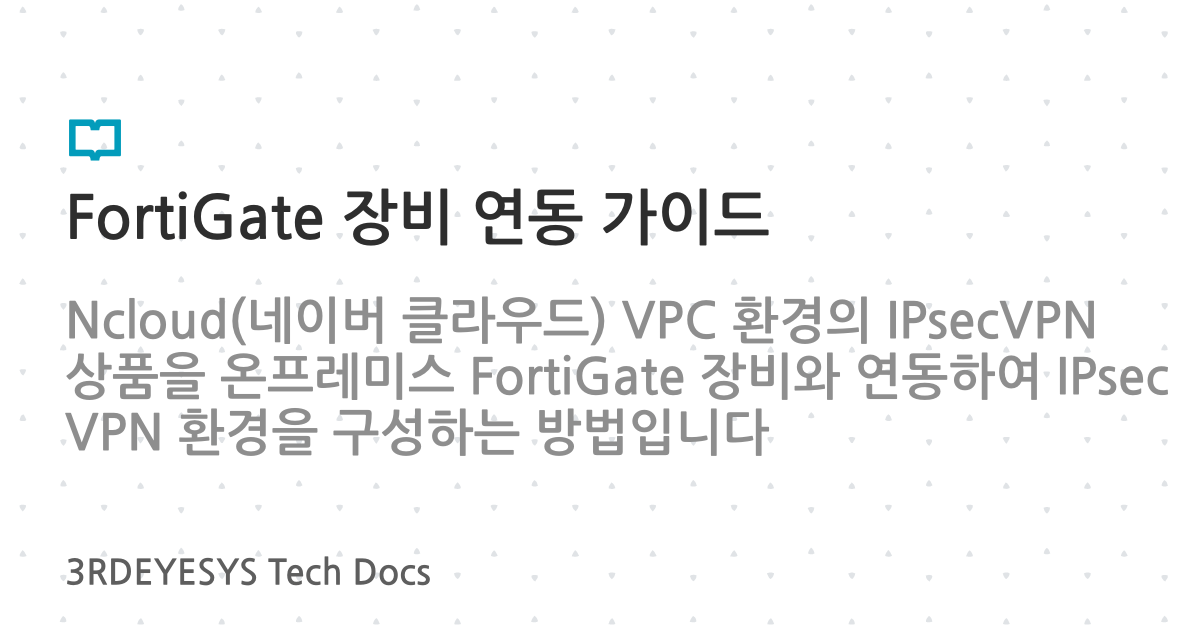 FortiGate 장비 연동 가이드
Ncloud(네이버 클라우드) VPC 환경의 IPsecVPN
상품을 온프레미스 FortiGate 장비와 연동하여 IPsec
VPN 환경을 구성하는 방법입니다
3RDEYESYS Tech Docs